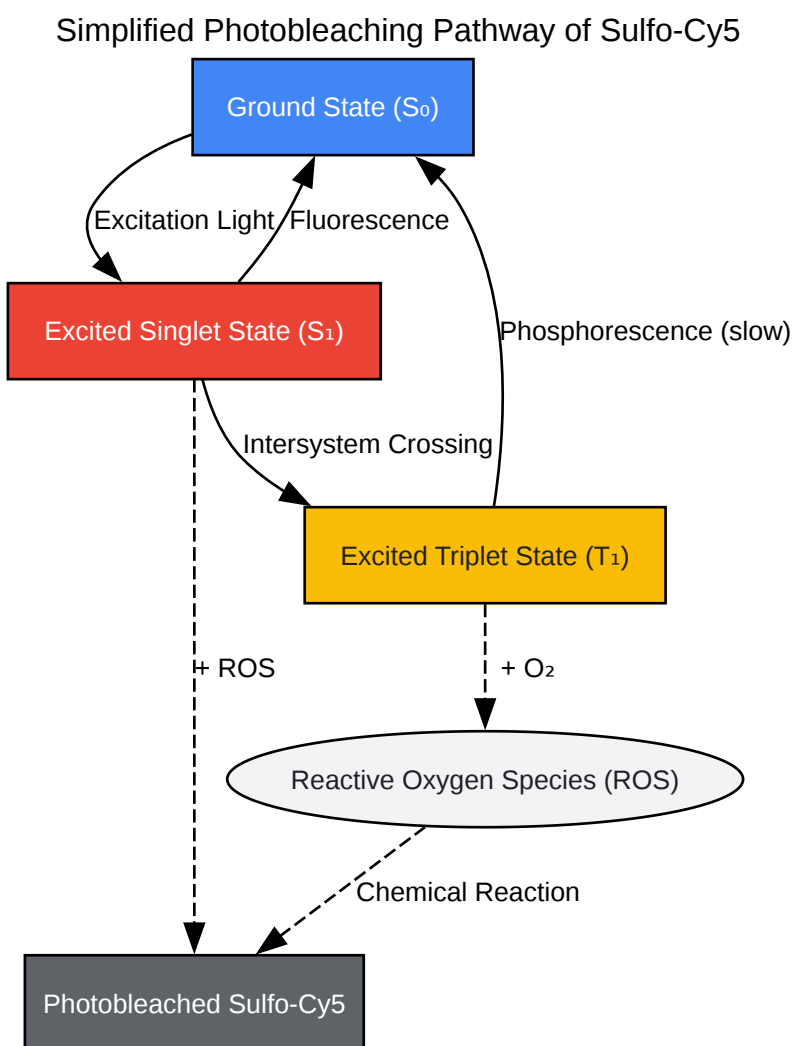 Simplified Photobleaching Pathway of Sulfo-Cy5
Ground State (S₀)
Excitation Light
Fluorescence
Excited Singlet State (S₁)
Phosphorescence (slow)
Intersystem Crossing
Excited Triplet State (T₁)
+ ROS
+ O₂
Reactive Oxygen Species (ROS)
Chemical Reaction
Photobleached Sulfo-Cy5